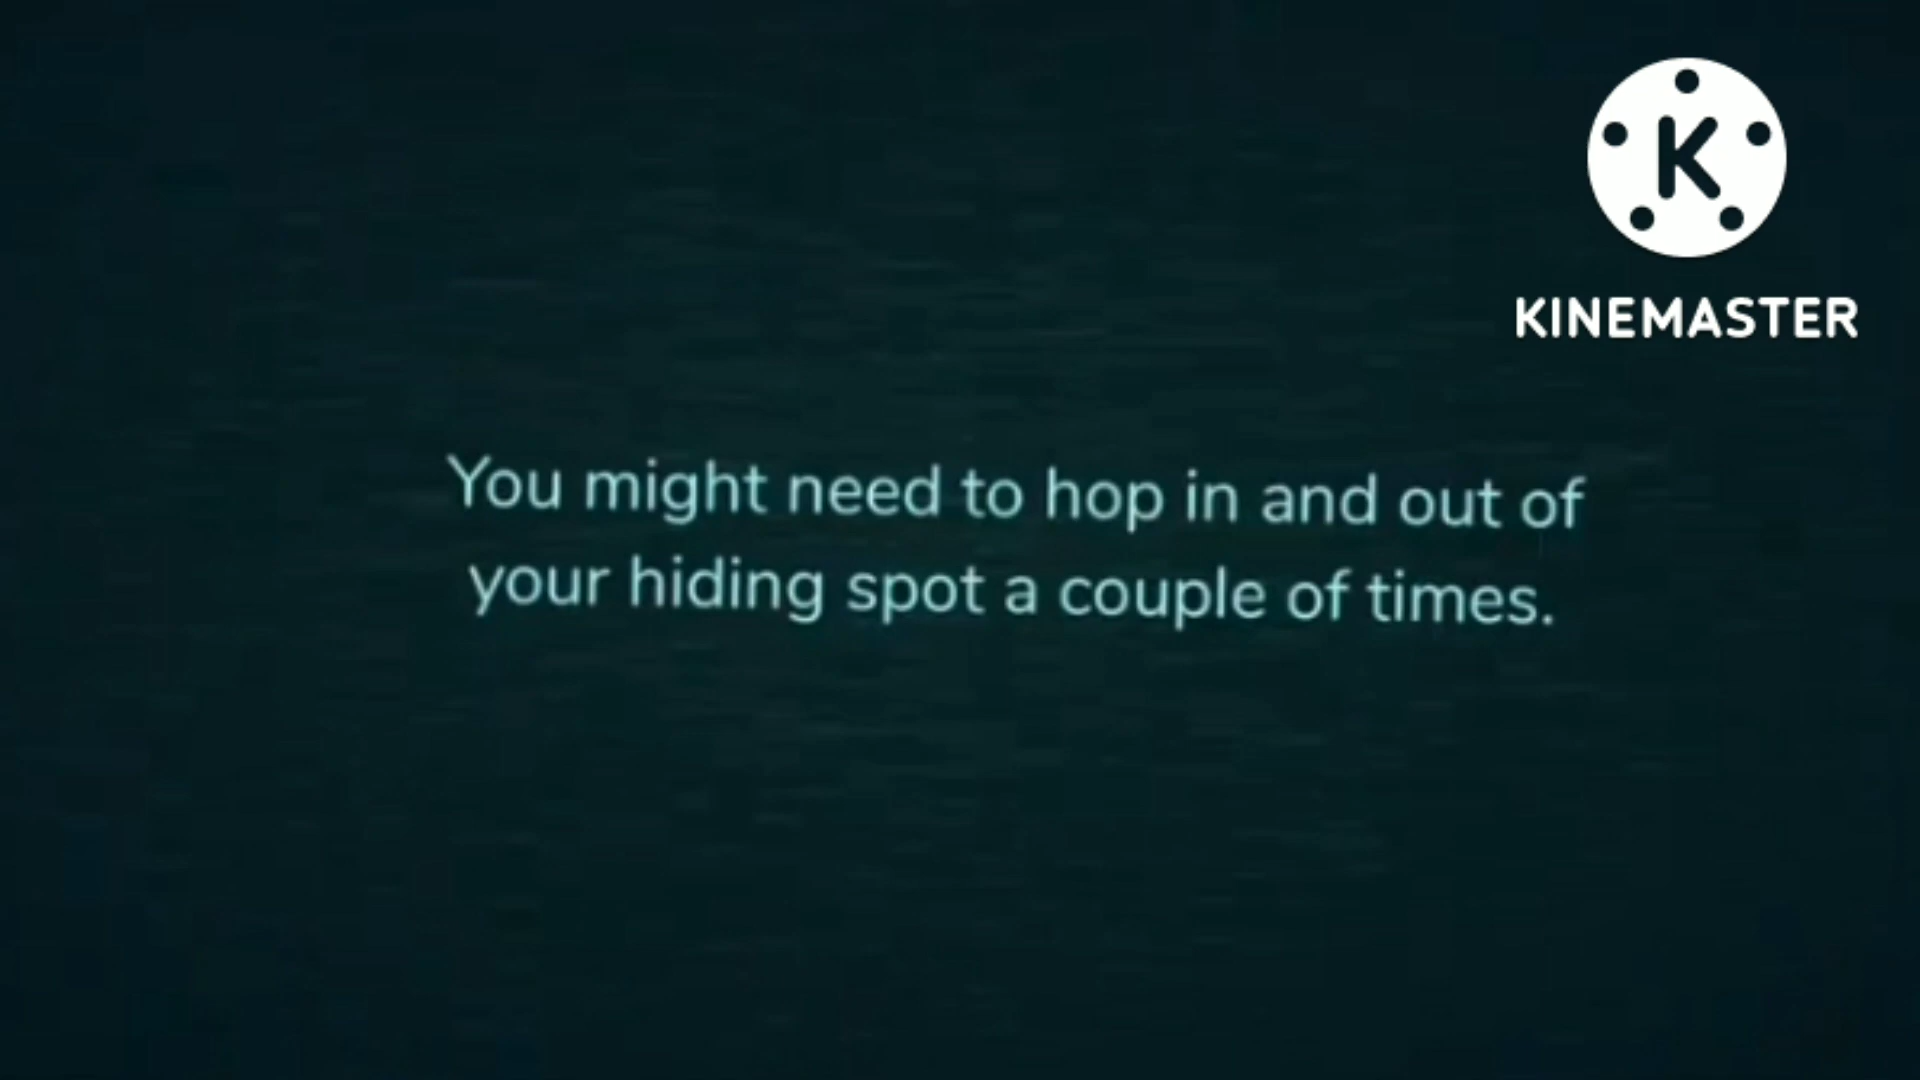 K
KINEMASTER
You might need to hop in and out of
your hiding spot a couple of times.